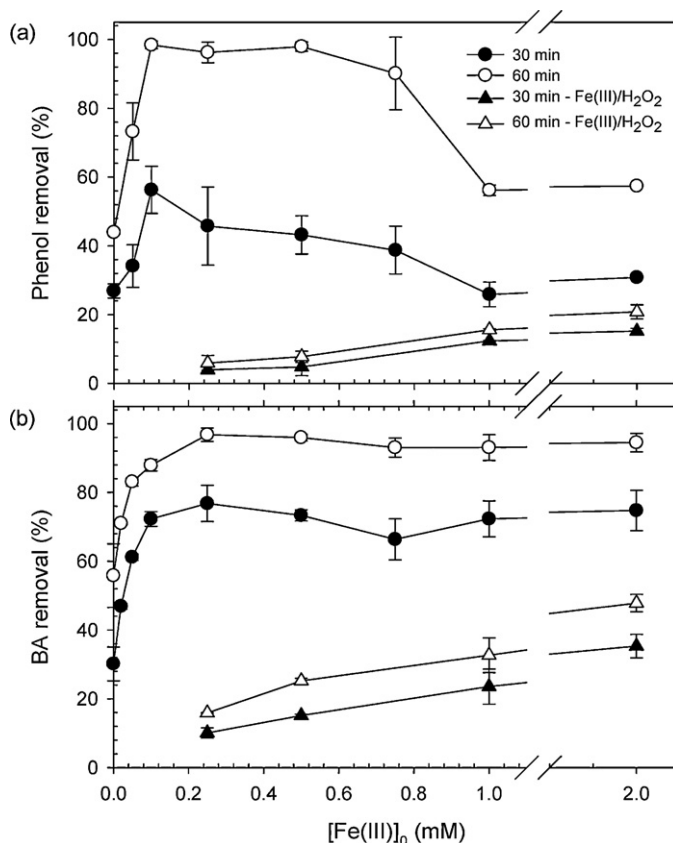 (a)
100
80
60
40
20
0
Phenol removal (%)
30 min
60 min
30 min - Fe(III)/H₂O₂
60 min - Fe(III)/H₂O₂
(b)
100
80
60
40
20
0
BA removal (%)
0.0 0.2 0.4 0.6 0.8 1.0 2.0
[Fe(III)]₀ (mM)